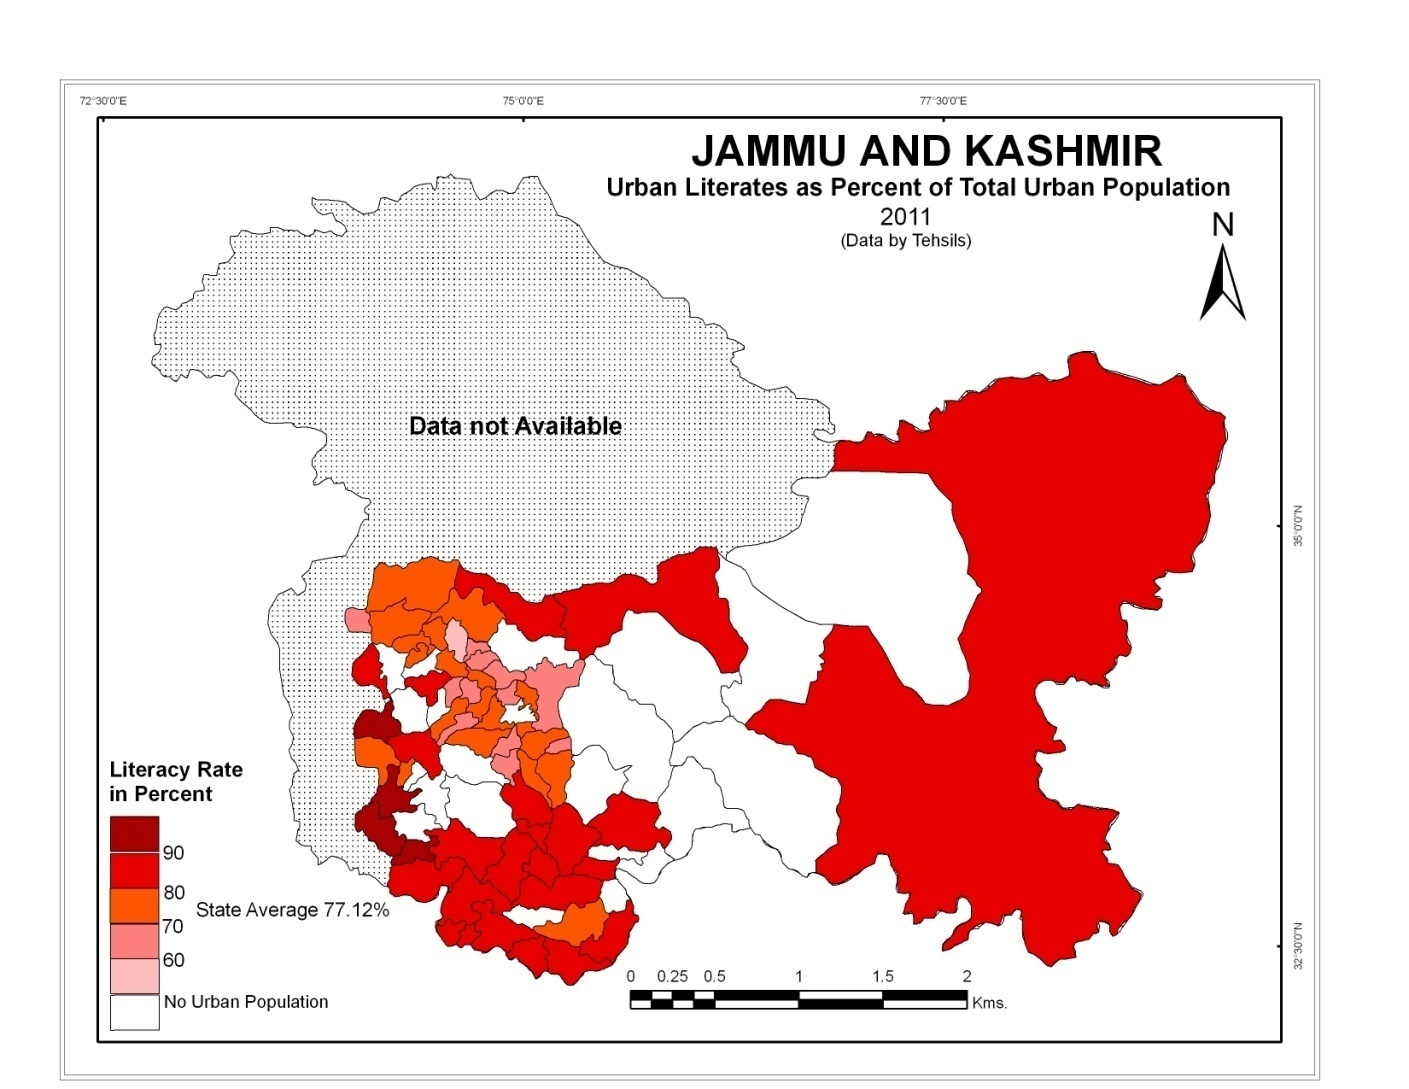 72°30'0"E 75°0'0"E 77°30'0"E
JAMMU AND KASHMIR
Urban Literates as Percent of Total Urban Population
2011
(Data by Tehsils)
N
Data not Available
35°0'0"N
Literacy Rate
in Percent
90
80
State Average 77.12%
70
60
No Urban Population
32°30'0"N
0 0.25 0.5 1 1.5 2
Kms.